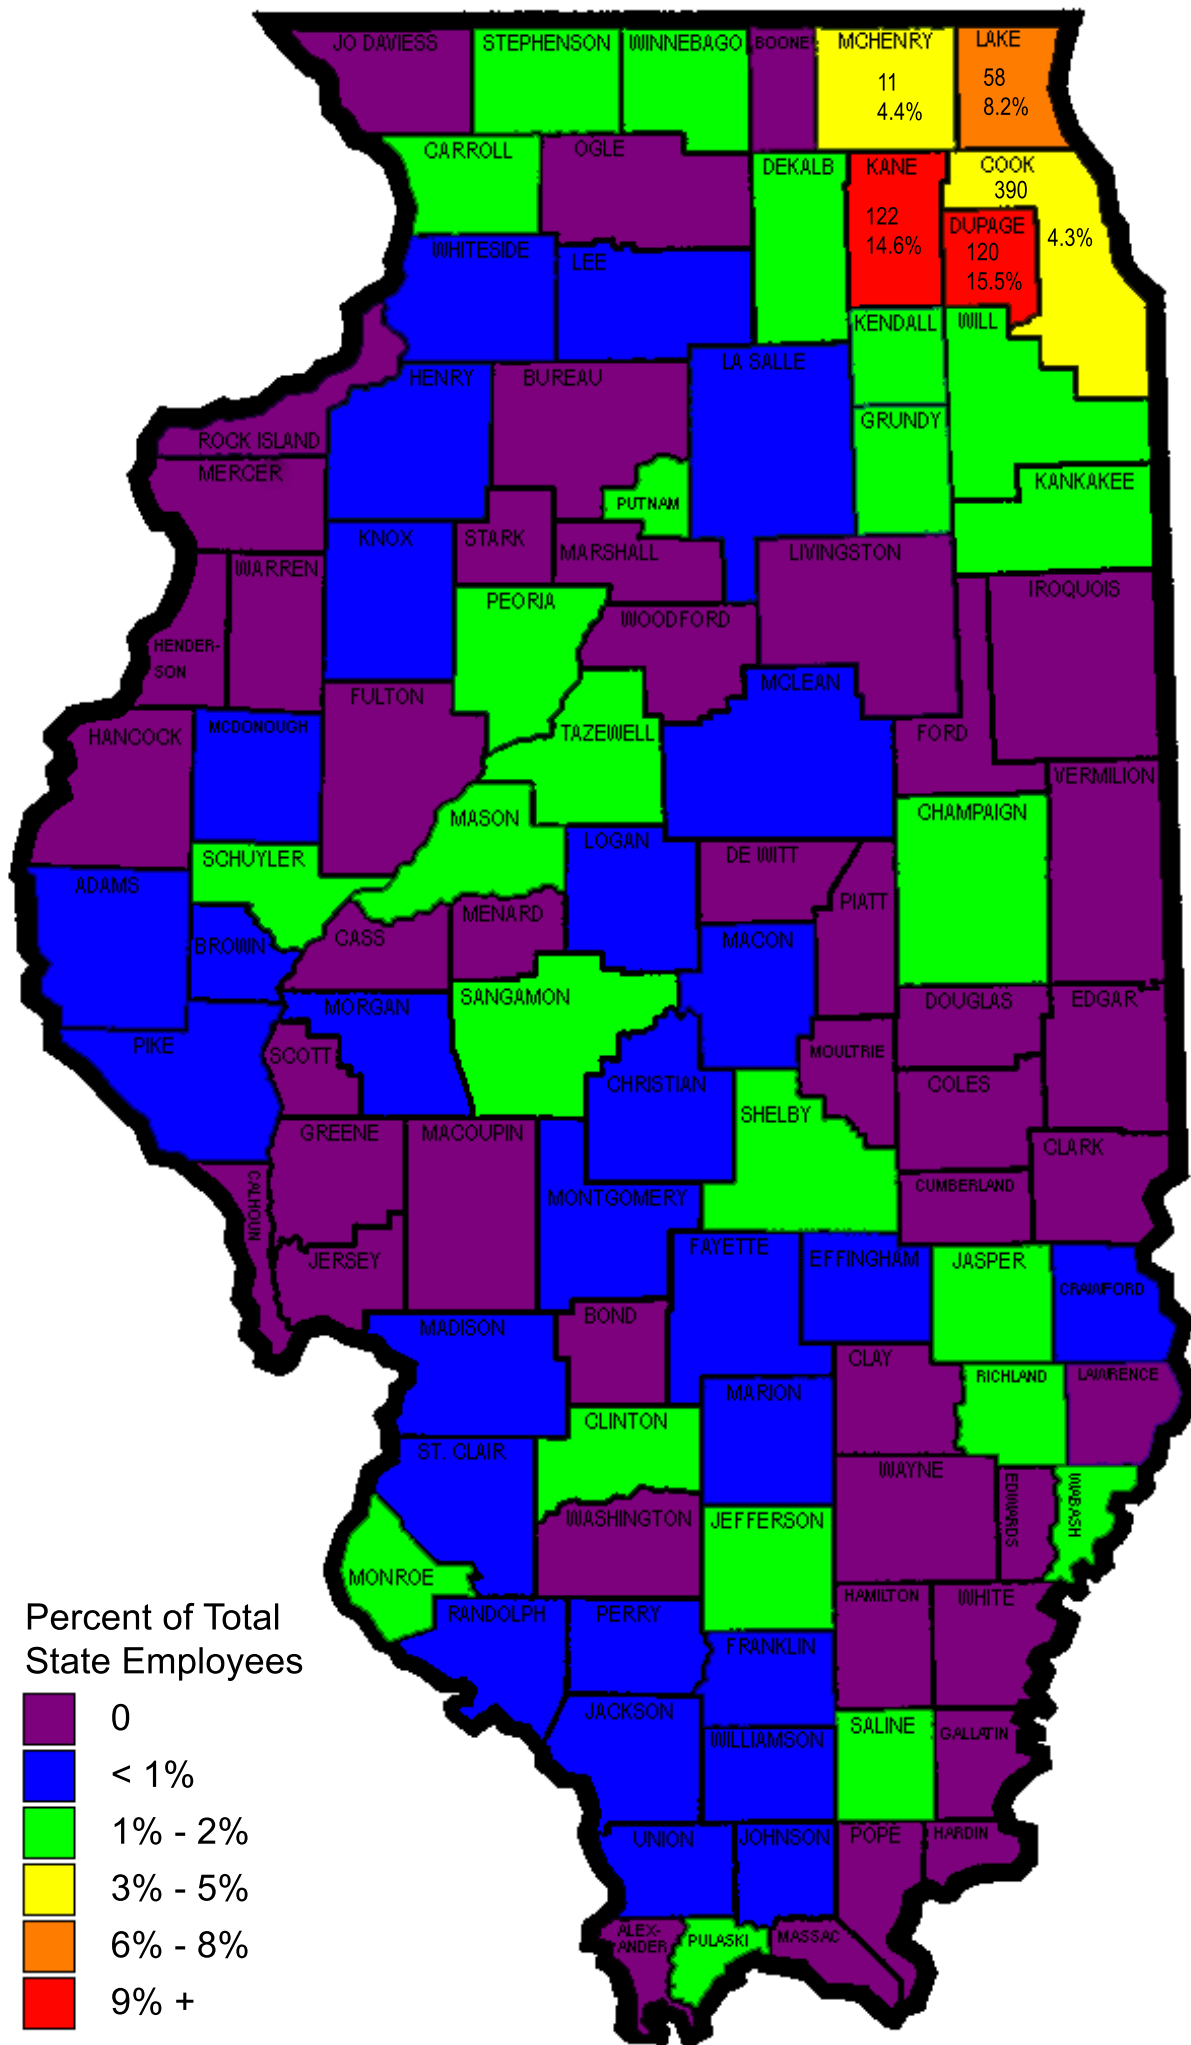 JO DAVIESS
STEPHENSON
WINNEBAGO
BOONE
MCHENRY
11
4.4%
LAKE
58
8.2%
CARROLL
OGLE
DEKALB
KANE
122
14.6%
COOK
390
4.3%
DUPAGE
120
15.5%
WHITESIDE
LEE
KENDALL
WILL
LA SALLE
HENRY
BUREAU
GRUNDY
ROCK ISLAND
MERCER
KANKAKEE
PUTNAM
KNOX
STARK
MARSHALL
LIVINGSTON
WARREN
IROQUOIS
PEORIA
WOODFORD
HENDER-
SON
FULTON
MCLEAN
MCDONOUGH
HANCOCK
TAZEWELL
FORD
VERMILION
MASON
CHAMPAIGN
LOGAN
SCHUYLER
DE WITT
ADAMS
PIATT
MENARD
CASS
BROWN
MACON
SANGAMON
MORGAN
DOUGLAS
EDGAR
PIKE
SCOTT
MOULTRIE
CHRISTIAN
COLES
SHELBY
GREENE
MACOUPIN
CLARK
CUMBERLAND
CALHOUN
MONTGOMERY
JERSEY
FAYETTE
EFFINGHAM
JASPER
CRAWFORD
MADISON
BOND
CLAY
RICHLAND
LAWRENCE
MARION
CLINTON
ST. CLAIR
WAYNE
EDWARDS
WABASH
WASHINGTON
JEFFERSON
MONROE
HAMILTON
WHITE
RANDOLPH
PERRY
FRANKLIN
JACKSON
WILLIAMSON
SALINE
GALLATIN
UNION
JOHNSON
POPE
HARDIN
ALEX-
ANDER
PULASKI
MASSAC
Percent of Total
State Employees
0
< 1%
1% - 2%
3% - 5%
6% - 8%
9% +